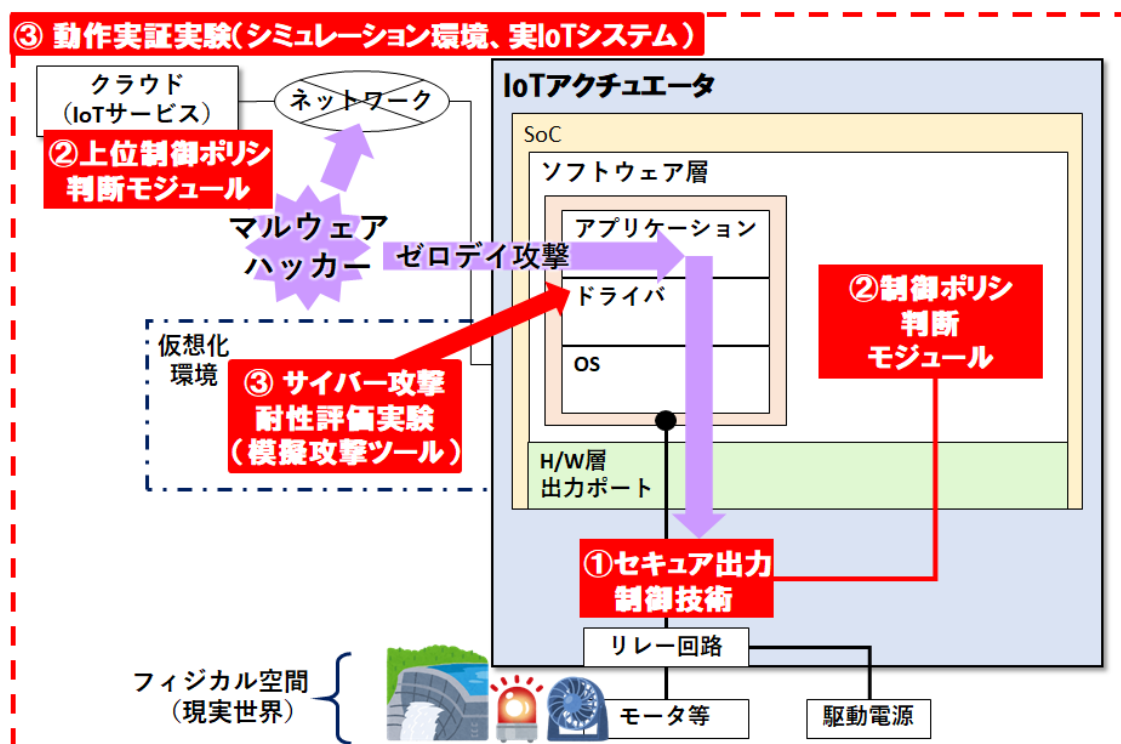 ③ 動作実証実験（シミュレーション環境、実IoTシステム）
クラウド
（IoTサービス）
ネットワーク
②上位制御ポリシ
判断モジュール
マルウェア
ハッカー
ゼロデイ攻撃
仮想化
環境
③ サイバー攻撃
耐性評価実験
（模擬攻撃ツール）
IoTアクチュエータ
SoC
ソフトウェア層
アプリケーション
ドライバ
OS
②制御ポリシ
判断
モジュール
H/W層
出力ポート
①セキュア出力
制御技術
リレー回路
フィジカル空間
（現実世界）
モータ等
駆動電源